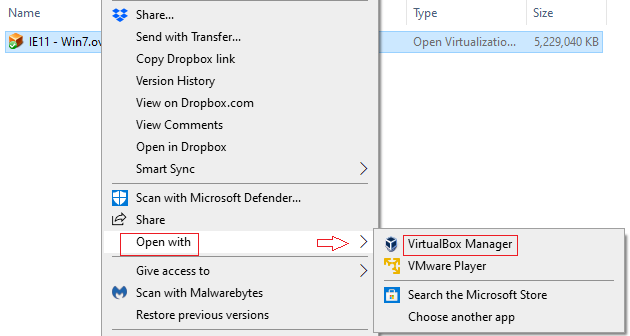 Name Type Size
IE11 - Win7.ov Open Virtualizatio... 5,229,040 KB
Share...
Send with Transfer...
Copy Dropbox link
Version History
View on Dropbox.com
View Comments
Open in Dropbox
Smart Sync
Scan with Microsoft Defender...
Share
Open with
VirtualBox Manager
VMware Player
Search the Microsoft Store
Choose another app
Give access to
Scan with Malwarebytes
Restore previous versions